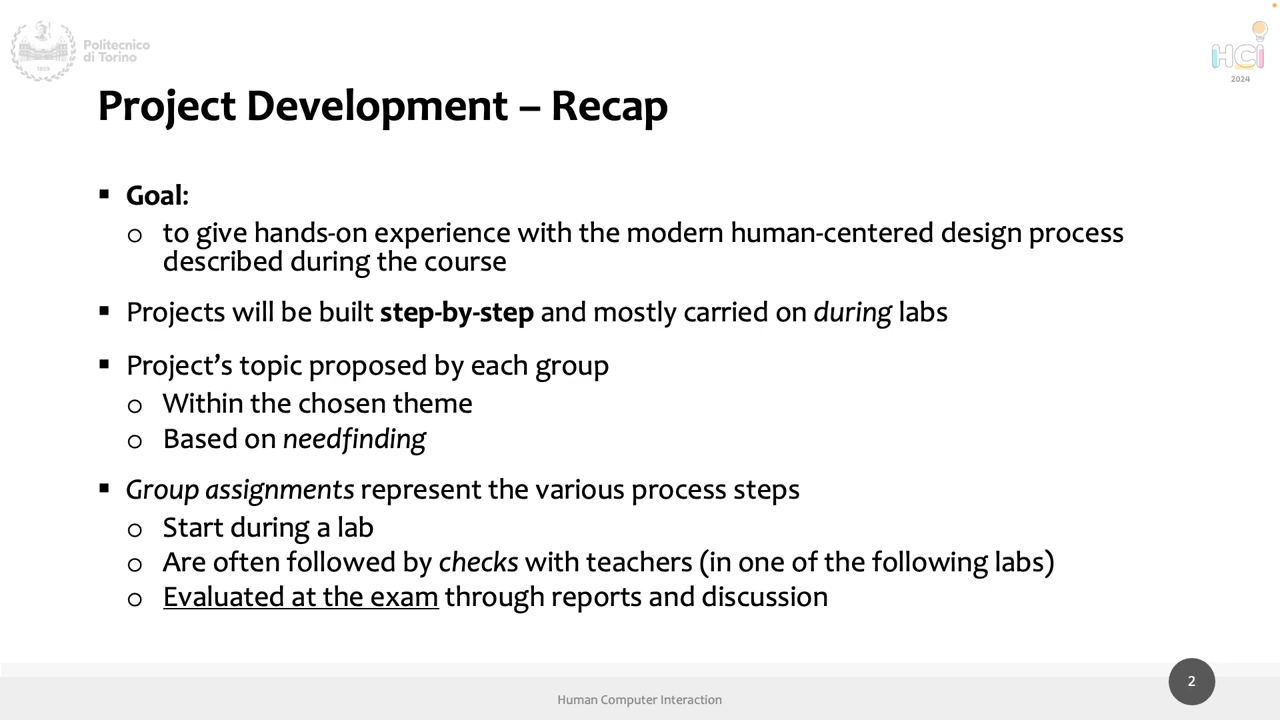 Politecnico
di Torino
1859
HCI
2024
Project Development – Recap
▪ Goal:
o to give hands-on experience with the modern human-centered design process
described during the course
▪ Projects will be built step-by-step and mostly carried on during labs
▪ Project’s topic proposed by each group
o Within the chosen theme
o Based on needfinding
▪ Group assignments represent the various process steps
o Start during a lab
o Are often followed by checks with teachers (in one of the following labs)
o Evaluated at the exam through reports and discussion
Human Computer Interaction
2